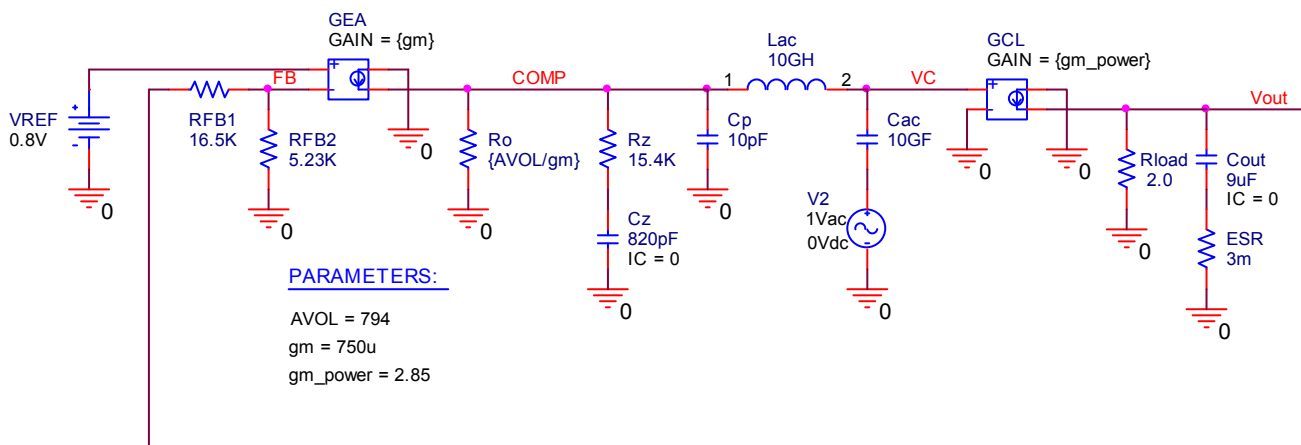 GEA
GAIN = {gm}
VREF
0.8V
+
-
RFB1
16.5K
FB
RFB2
5.23K
0
0
+
-
0
COMP
Ro
{AVOL/gm}
0
Rz
15.4K
Cz
820pF
IC = 0
0
Cp
10pF
0
Lac
10GH
1
2
VC
Cac
10GF
V2
1Vac
0Vdc
+
-
0
GCL
GAIN = {gm_power}
+
-
0
0
Rload
2.0
0
Cout
9uF
IC = 0
ESR
3m
0
Vout
PARAMETERS:
AVOL = 794
gm = 750u
gm_power = 2.85